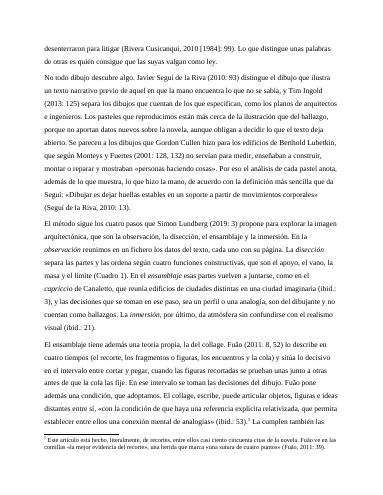 desenterraron para litigar (Rivera Cusicanqui, 2010 [1984]: 99). Lo que distingue unas palabras
de otras es quién consigue que las suyas valgan como ley.
No todo dibujo descubre algo. Javier Seguí de la Riva (2010: 93) distingue el dibujo que ilustra
un texto narrativo previo de aquel en que la mano encuentra lo que no se sabía, y Tim Ingold
(2013: 125) separa los dibujos que cuentan de los que especifican, como los planos de arquitectos
e ingenieros. Los pasteles que reproducimos están más cerca de la ilustración que del hallazgo,
porque no aportan datos nuevos sobre la novela, aunque obligan a decidir lo que el texto deja
abierto. Se parecen a los dibujos que Gordon Cullen hizo para los edificios de Berthold Lubetkin,
que según Monteys y Fuertes (2001: 128, 132) no servían para medir, enseñaban a construir,
montar o reparar y mostraban «personas haciendo cosas». Por eso el análisis de cada pastel anota,
además de lo que muestra, lo que hizo la mano, de acuerdo con la definición más sencilla que da
Seguí: «Dibujar es dejar huellas estables en un soporte a partir de movimientos corporales»
(Seguí de la Riva, 2010: 13).
El método sigue los cuatro pasos que Simon Lundberg (2019: 3) propone para explorar la imagen
arquitectónica, que son la observación, la disección, el ensamblaje y la inmersión. En la
observación reunimos en un fichero los datos del texto, cada uno con su página. La disección
separa las partes y las ordena según cuatro funciones constructivas, que son el apoyo, el vano, la
masa y el límite (Cuadro 1). En el ensamblaje esas partes vuelven a juntarse, como en el
capriccio de Canaletto, que reunía edificios de ciudades distintas en una ciudad imaginaria (ibid.:
3), y las decisiones que se toman en ese paso, sea un perfil o una analogía, son del dibujante y no
cuentan como hallazgos. La inmersión, por último, da atmósfera sin confundirse con el realismo
visual (ibid.: 21).
El ensamblaje tiene además una teoría propia, la del collage. Fuão (2011: 8, 52) lo describe en
cuatro tiempos (el recorte, los fragmentos o figuras, los encuentros y la cola) y sitúa lo decisivo
en el intervalo entre cortar y pegar, cuando las figuras recortadas se prueban unas junto a otras
antes de que la cola las fije. En ese intervalo se toman las decisiones del dibujo. Fuão pone
además una condición, que adoptamos. El collage, escribe, puede articular objetos, figuras e ideas
distantes entre sí, «con la condición de que haya una referencia explícita relativizada, que permita
establecer entre ellos una conexión mental de analogías» (ibid.: 53).5 La cumplen también las
5 Este artículo está hecho, literalmente, de recortes, entre ellos casi ciento cincuenta citas de la novela. Fuão ve en las
comillas «la mejor evidencia del recorte», una herida que marca «una sutura de cuatro puntos» (Fuão, 2011: 39).